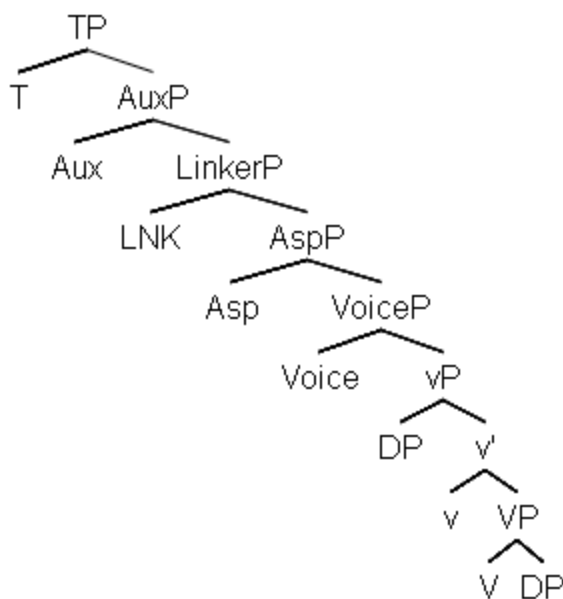 TP
T AuxP
Aux LinkerP
LNK AspP
Asp VoiceP
Voice vP
DP v'
v VP
V DP